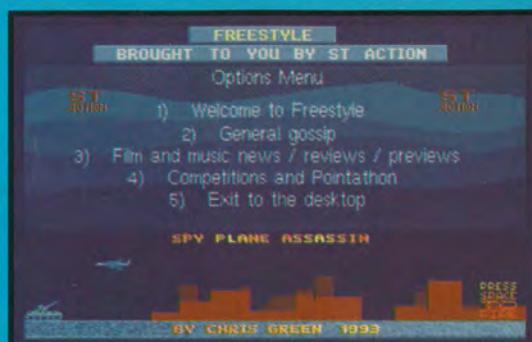 FREESTYLE
BROUGHT TO YOU BY ST ACTION
Options Menu
ST ACTION
ST ACTION
1) Welcome to Freestyle
2) General gossip
3) Film and music news / reviews / previews
4) Competitions and Pointathon
5) Exit to the desktop
SPY PLANE ASSASSIN
PRESS
SPACE
BY CHRIS GREEN 1993